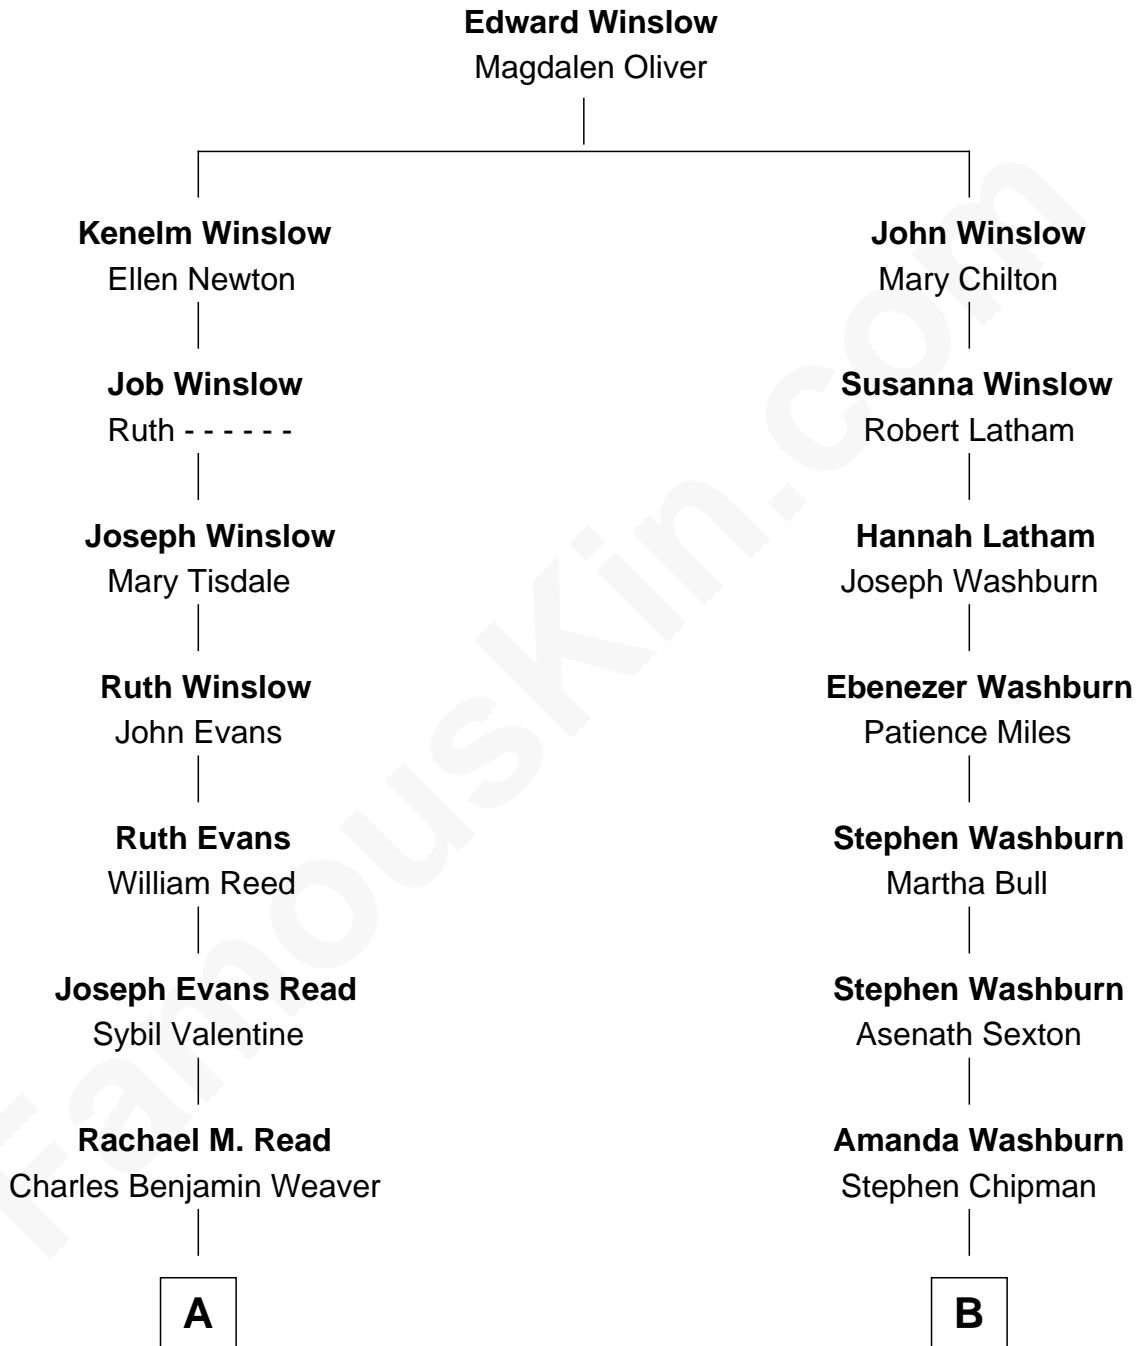 Edward Winslow
Magdalen Oliver
Kenelm Winslow
Ellen Newton
John Winslow
Mary Chilton
Job Winslow
Ruth - - - - - -
Susanna Winslow
Robert Latham
Joseph Winslow
Mary Tisdale
Hannah Latham
Joseph Washburn
Ruth Winslow
John Evans
Ebenezer Washburn
Patience Miles
Ruth Evans
William Reed
Stephen Washburn
Martha Bull
Joseph Evans Read
Sybil Valentine
Stephen Washburn
Asenath Sexton
Rachael M. Read
Charles Benjamin Weaver
Amanda Washburn
Stephen Chipman
A
B
FamousKin.com